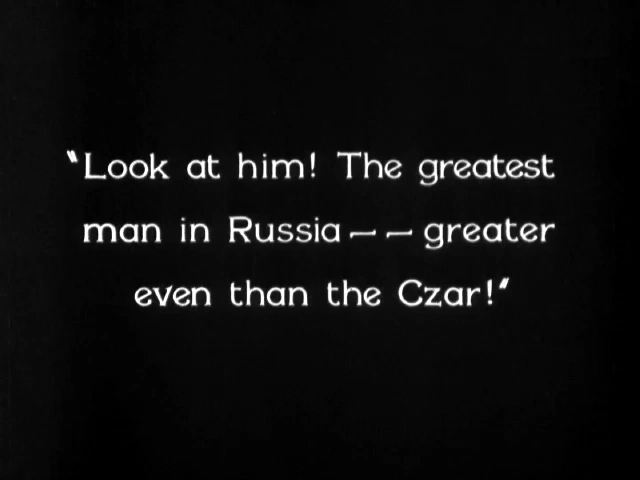 "Look at him! The greatest
man in Russia — — greater
even than the Czar!"